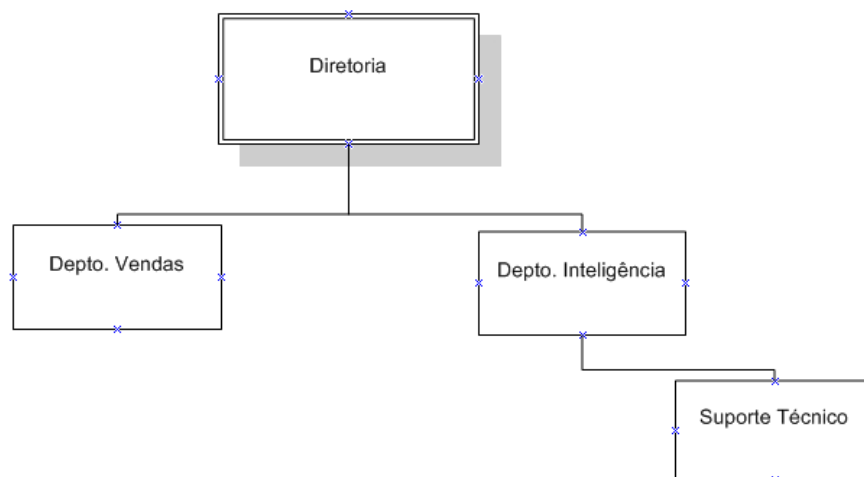 Diretoria
Depto. Vendas
Depto. Inteligência
Suporte Técnico